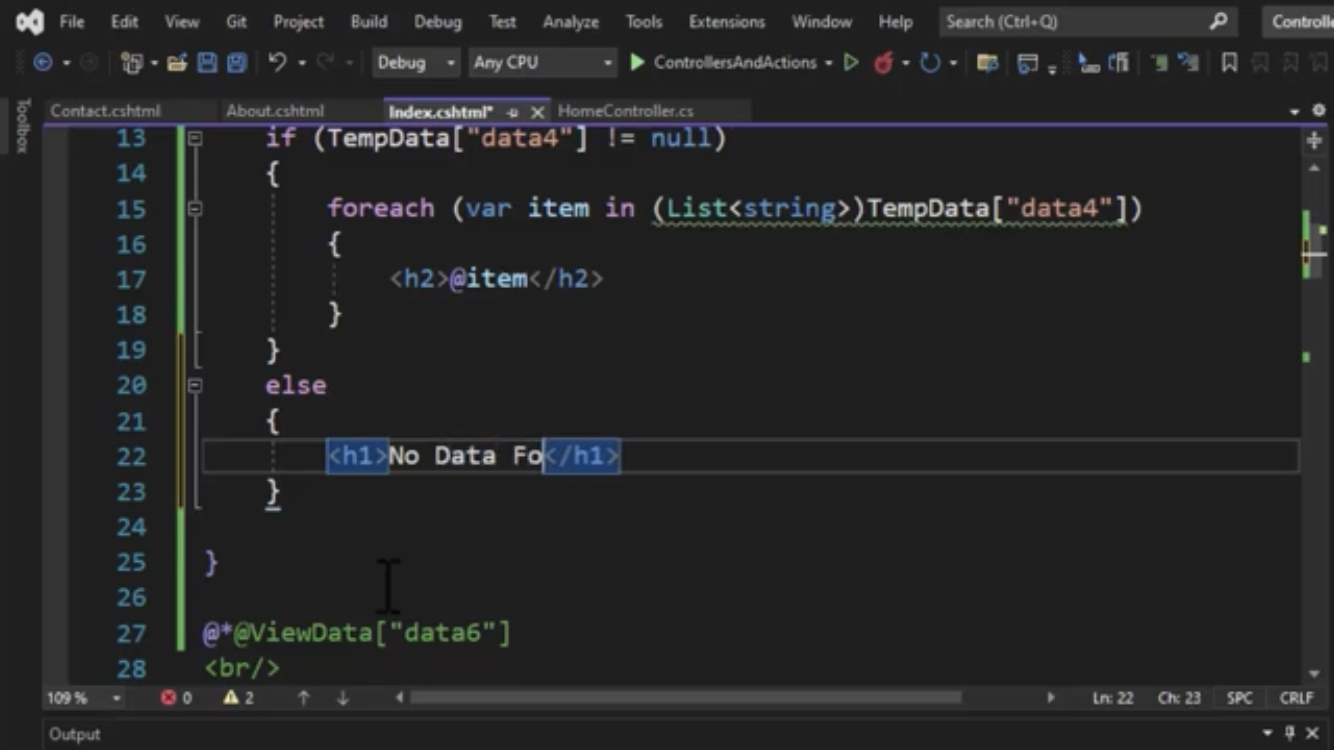 File Edit View Git Project Build Debug Test Analyze Tools Extensions Window Help Search (Ctrl+Q)
Debug Any CPU ControllersAndActions
Toolbox
Contact.cshtml About.cshtml Index.cshtml* HomeController.cs
13 if (TempData["data4"] != null)
14 {
15 foreach (var item in (List<string>)TempData["data4"])
16 {
17 <h2>@item</h2>
18 }
19 }
20 else
21 {
22 <h1>No Data Fo</h1>
23 }
24
25 }
26
27 @*@ViewData["data6"]
28 <br/>
109 % 0 2 Ln: 22 Ch: 23 SPC CRLF
Output